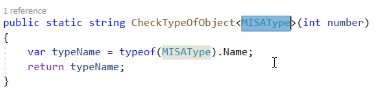 1 reference
public static string CheckTypeOfObject<MISAType>(int number)
{
var typeName = typeof(MISAType).Name;
return typeName;
}